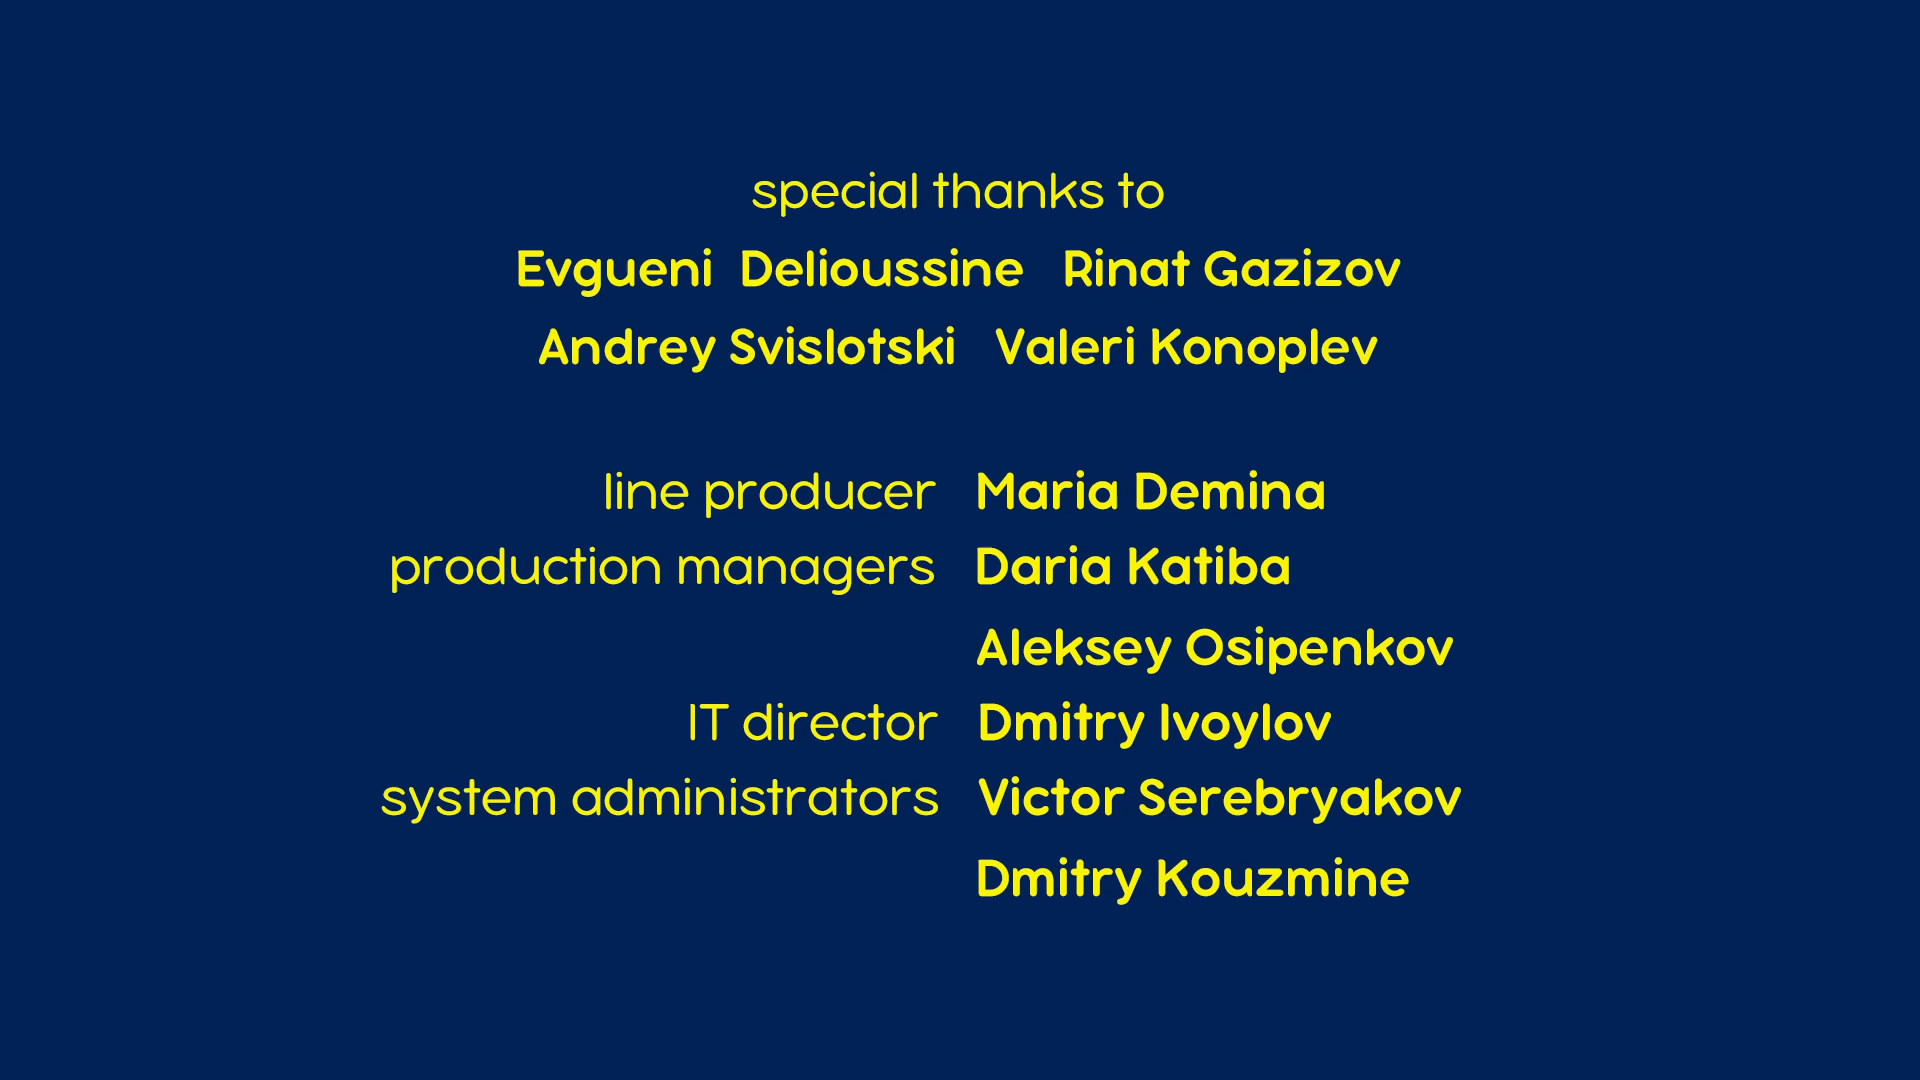 special thanks to
Evgueni Delioussine Rinat Gazizov
Andrey Svislotski Valeri Konoplev
line producer Maria Demina
production managers Daria Katiba
Aleksey Osipenkov
IT director Dmitry Ivoylov
system administrators Victor Serebryakov
Dmitry Kouzmine